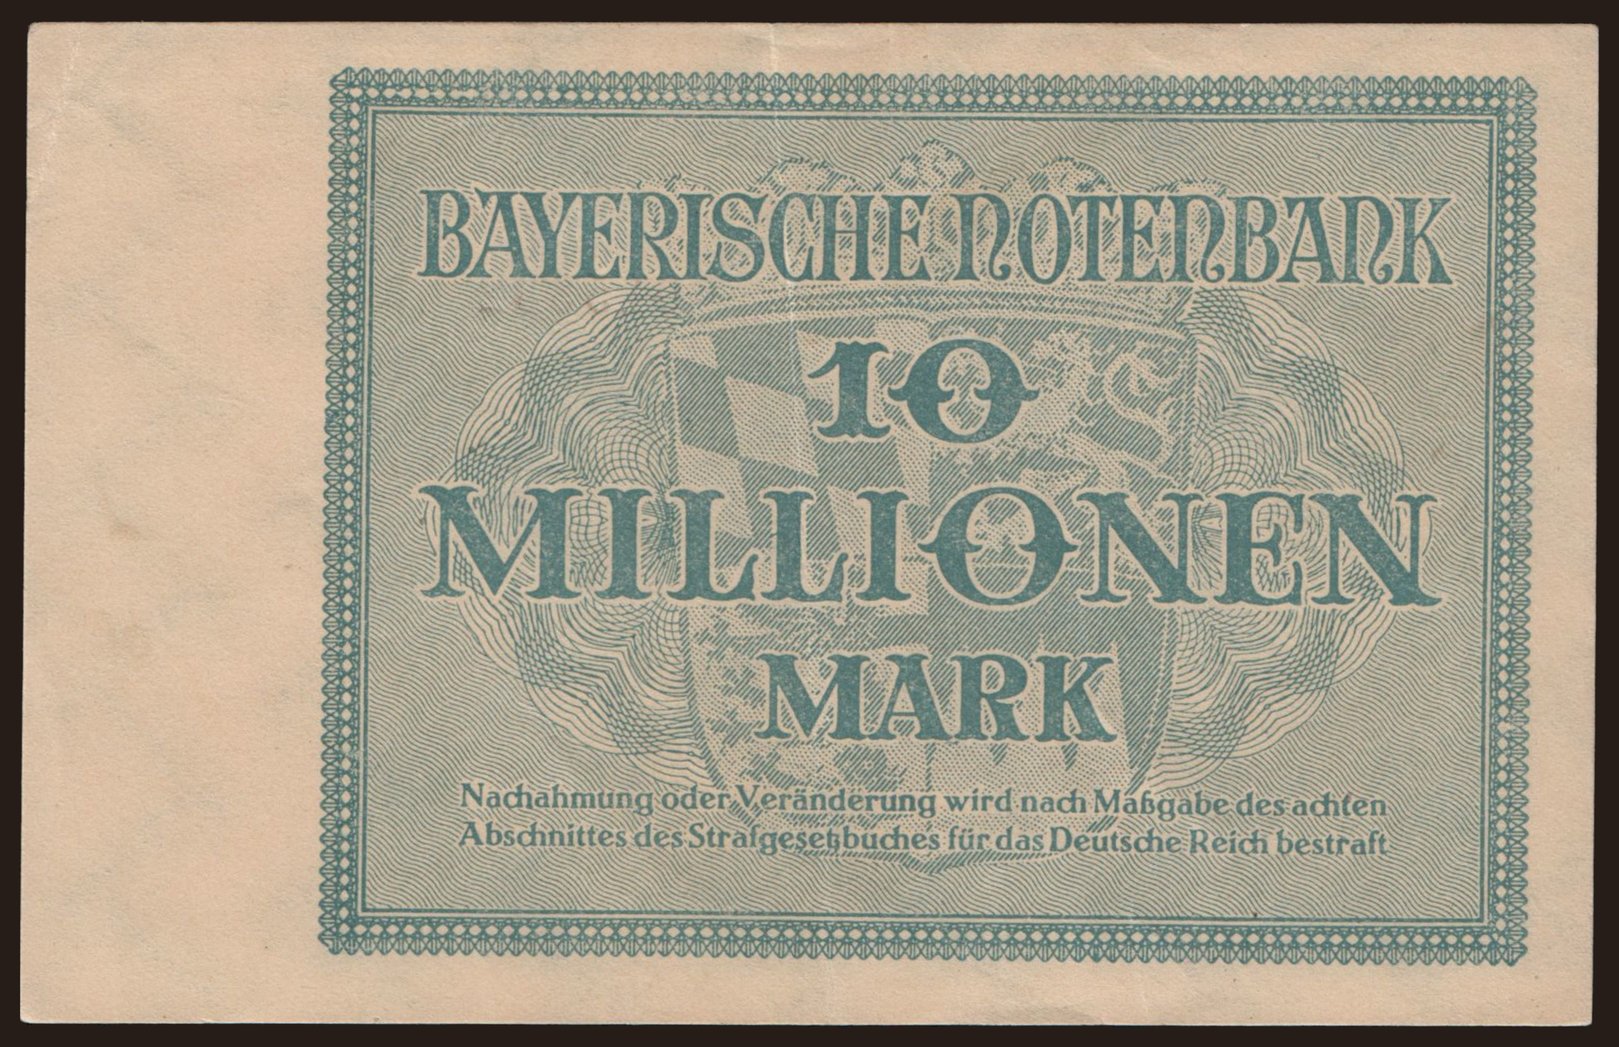 BAYERISCHE NOTENBANK
10
MILLIONEN
MARK
Nachahmung oder Veränderung wird nach Maßgabe des achten
Abschnittes des Strafgesetzbuches für das Deutsche Reich bestraft